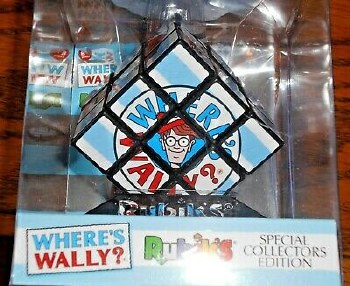 WHERE'S
WALLY?
WHERE'S
WALLY?
Rubik's
SPECIAL
COLLECTORS
EDITION